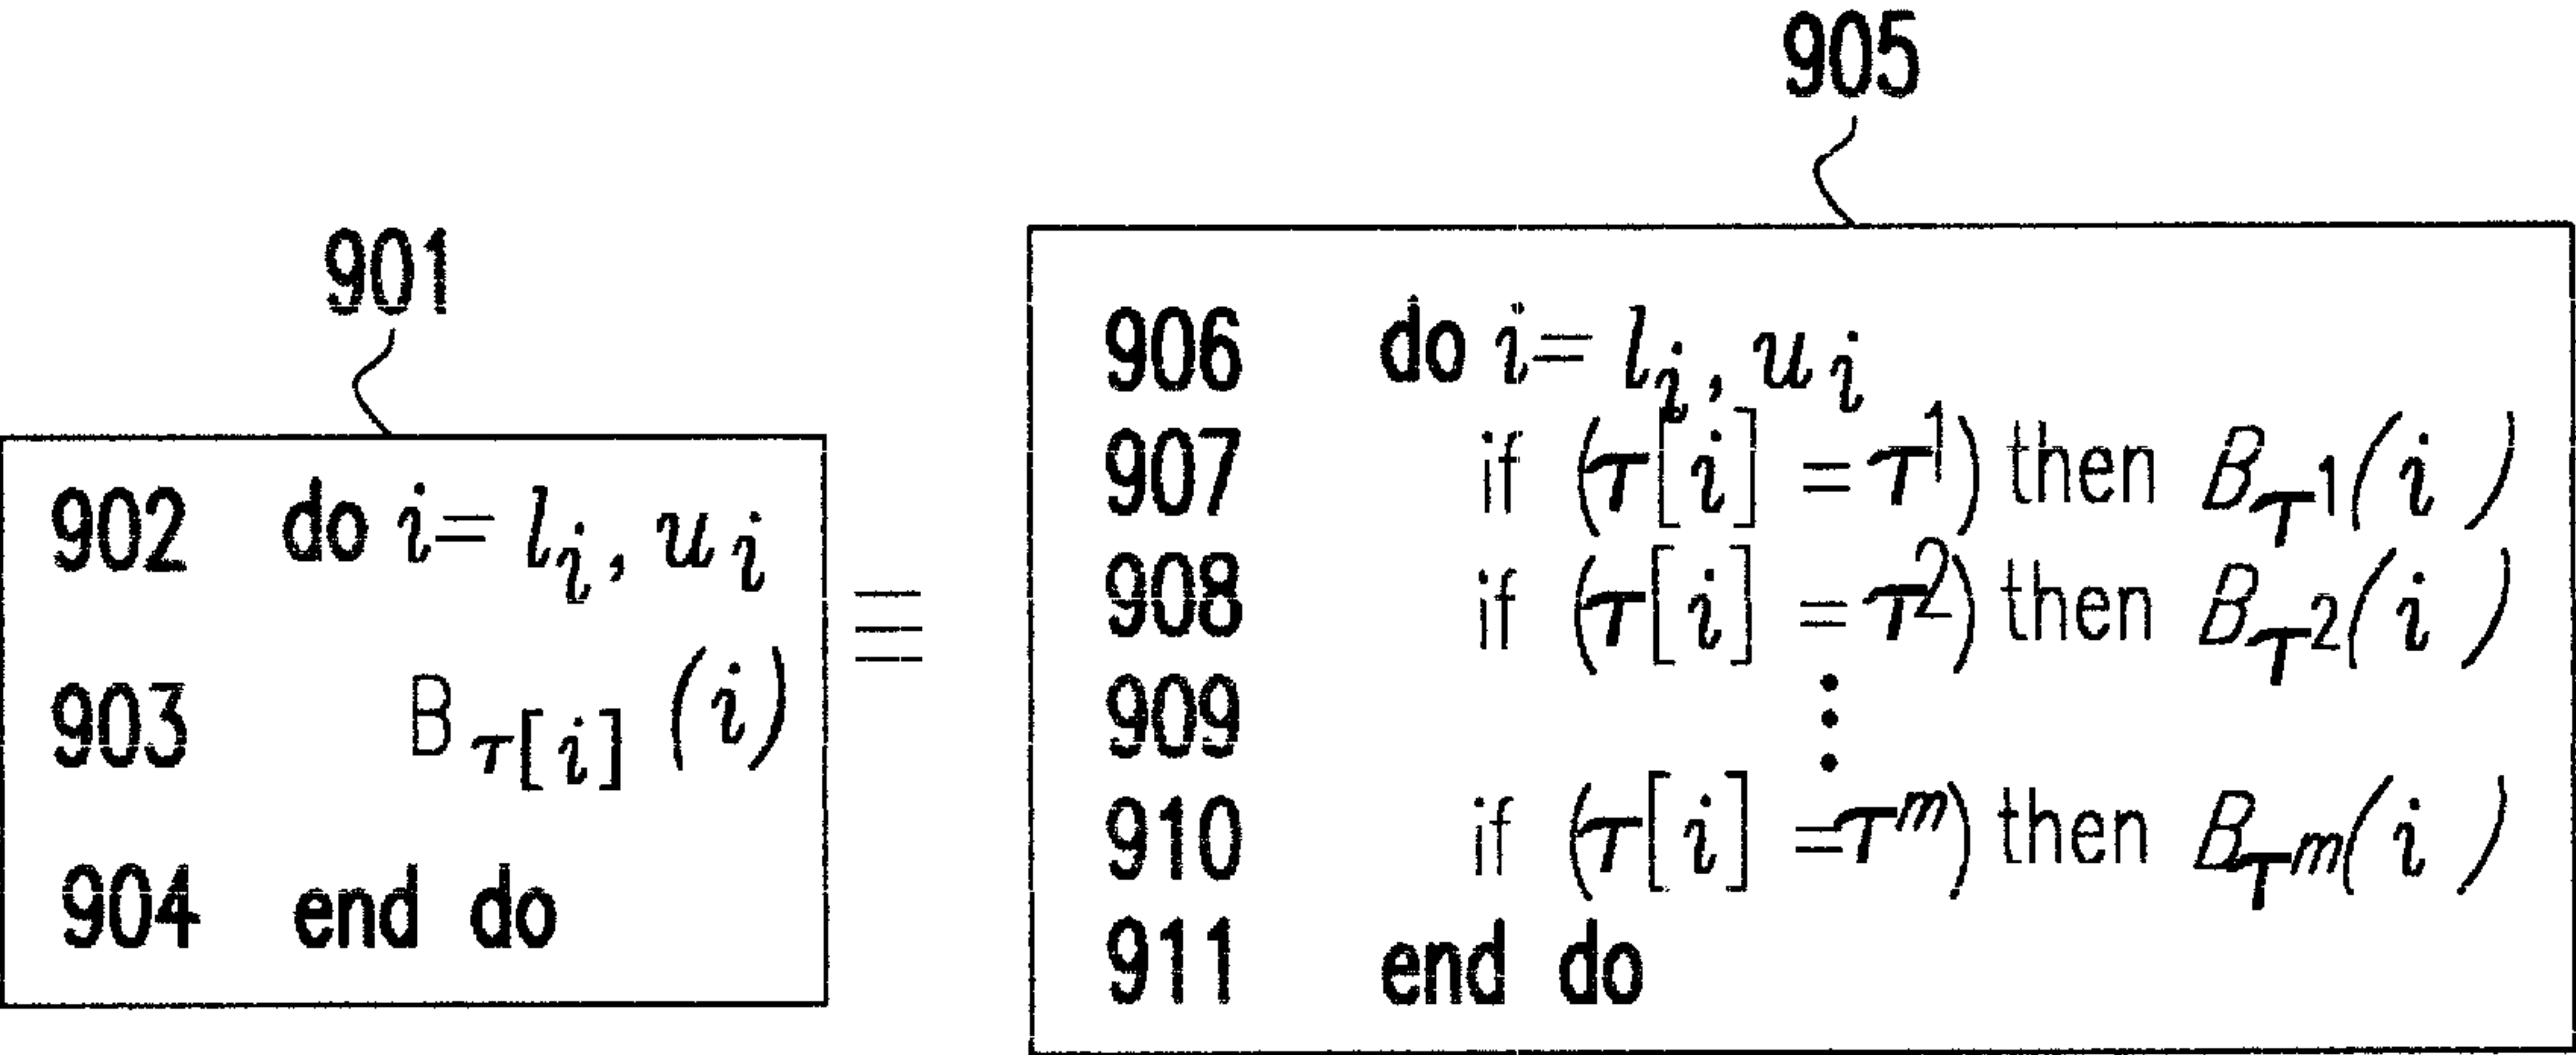 901
902 do i= l_i, u_i
903 B_τ[i] (i)
904 end do
≡
905
906 do i= l_i, u_i
907 if (τ[i] = τ^1) then B_τ1(i)
908 if (τ[i] = τ^2) then B_τ2(i)
909 ⋮
910 if (τ[i] = τ^m) then B_τm(i)
911 end do